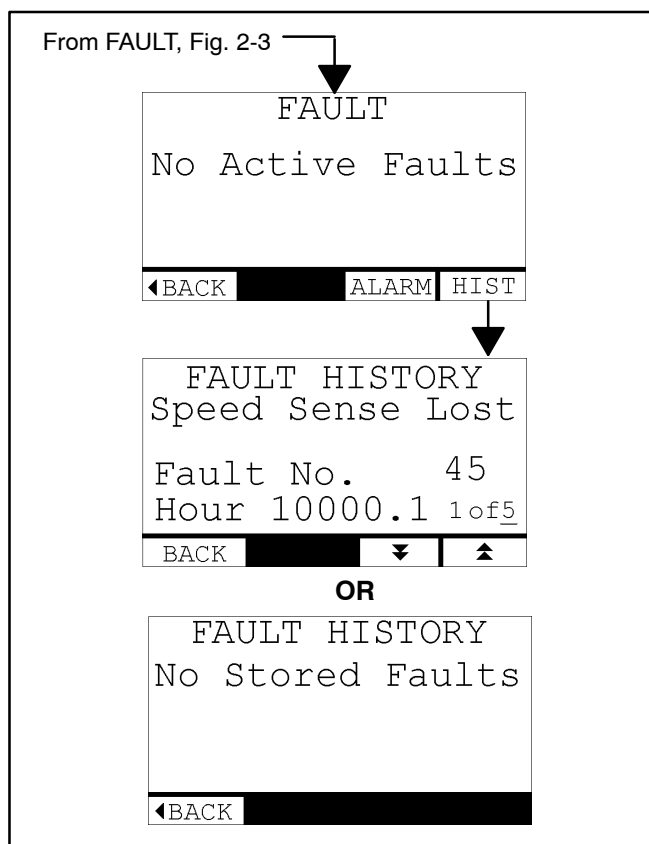 From FAULT, Fig. 2-3
FAULT
No Active Faults
◀BACK ALARM HIST
FAULT HISTORY
Speed Sense Lost
Fault No. 45
Hour 10000.1 1of5
BACK
OR
FAULT HISTORY
No Stored Faults
◀BACK